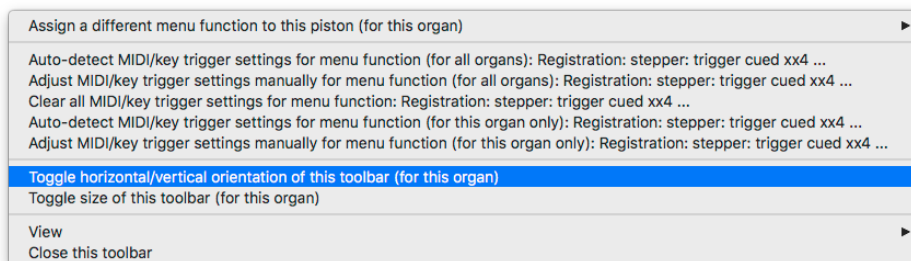 Assign a different menu function to this piston (for this organ)
Auto-detect MIDI/key trigger settings for menu function (for all organs): Registration: stepper: trigger cued xx4 ...
Adjust MIDI/key trigger settings manually for menu function (for all organs): Registration: stepper: trigger cued xx4 ...
Clear all MIDI/key trigger settings for menu function: Registration: stepper: trigger cued xx4 ...
Auto-detect MIDI/key trigger settings for menu function (for this organ only): Registration: stepper: trigger cued xx4 ...
Adjust MIDI/key trigger settings manually for menu function (for this organ only): Registration: stepper: trigger cued xx4 ...
Toggle horizontal/vertical orientation of this toolbar (for this organ)
Toggle size of this toolbar (for this organ)
View
Close this toolbar